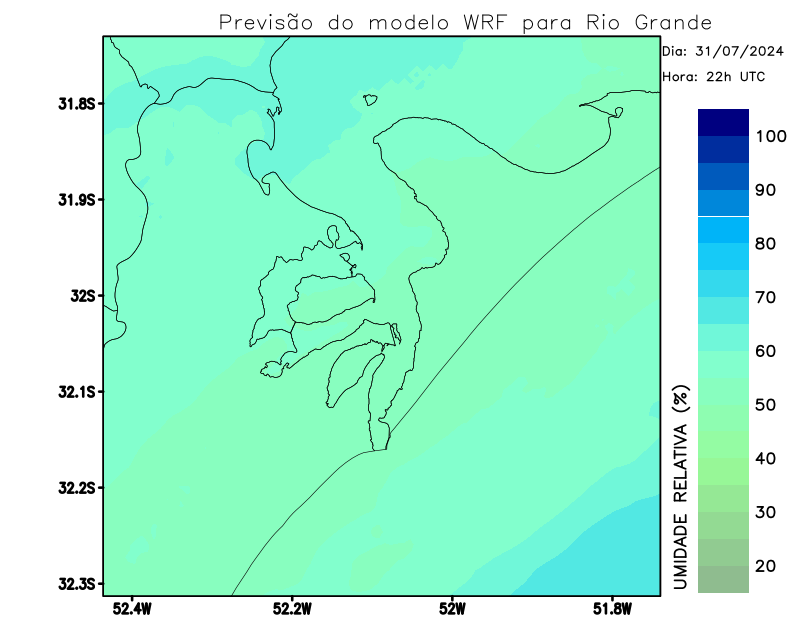 Previsão do modelo WRF para Rio Grande
Dia: 31/07/2024
Hora: 22h UTC
31.8S
31.9S
32S
32.1S
32.2S
32.3S
52.4W
52.2W
52W
51.8W
100
90
80
70
60
50
40
30
20
UMIDADE RELATIVA (%)